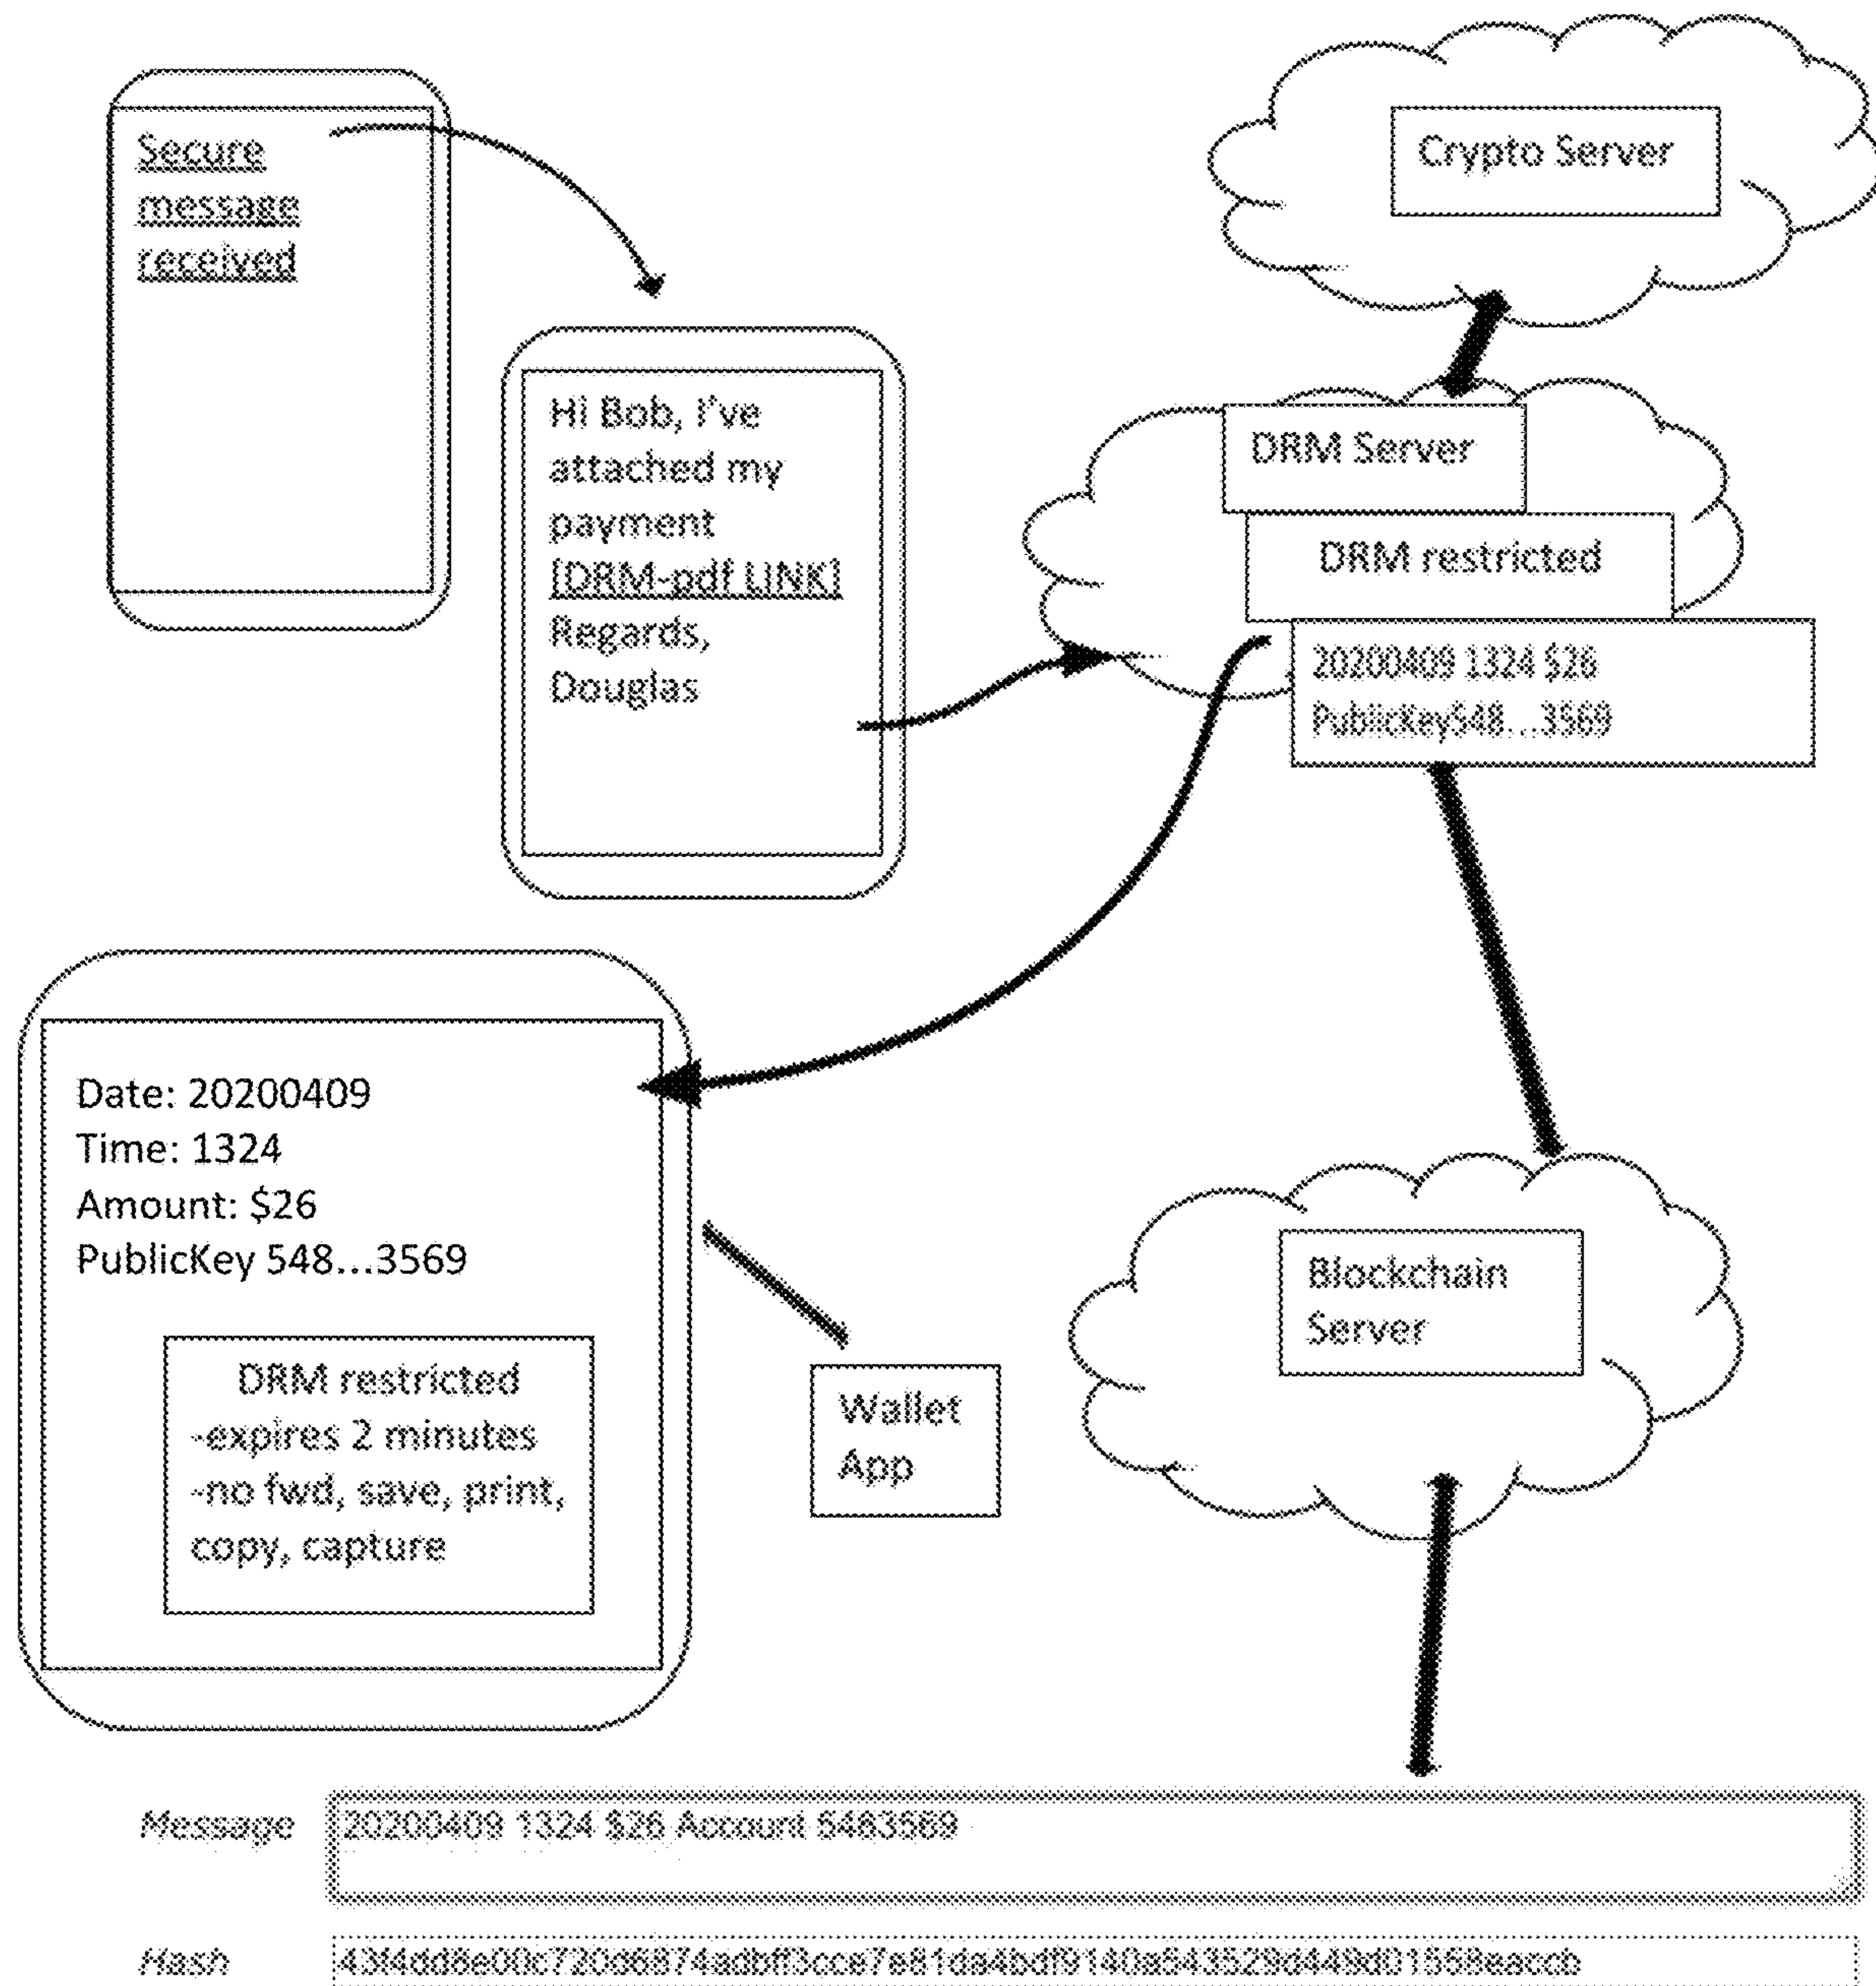 Secure
message
received
Crypto Server
Hi Bob, I've
attached my
payment
[DRM-pdf LINK]
Regards,
Douglas
DRM Server
DRM restricted
20200409 1324 $26
PublicKey548...3569
Date: 20200409
Time: 1324
Amount: $26
PublicKey 548...3569
DRM restricted
-expires 2 minutes
-no fwd, save, print,
copy, capture
Wallet
App
Blockchain
Server
Message
20200409 1324 $26 Account 5483569
Hash